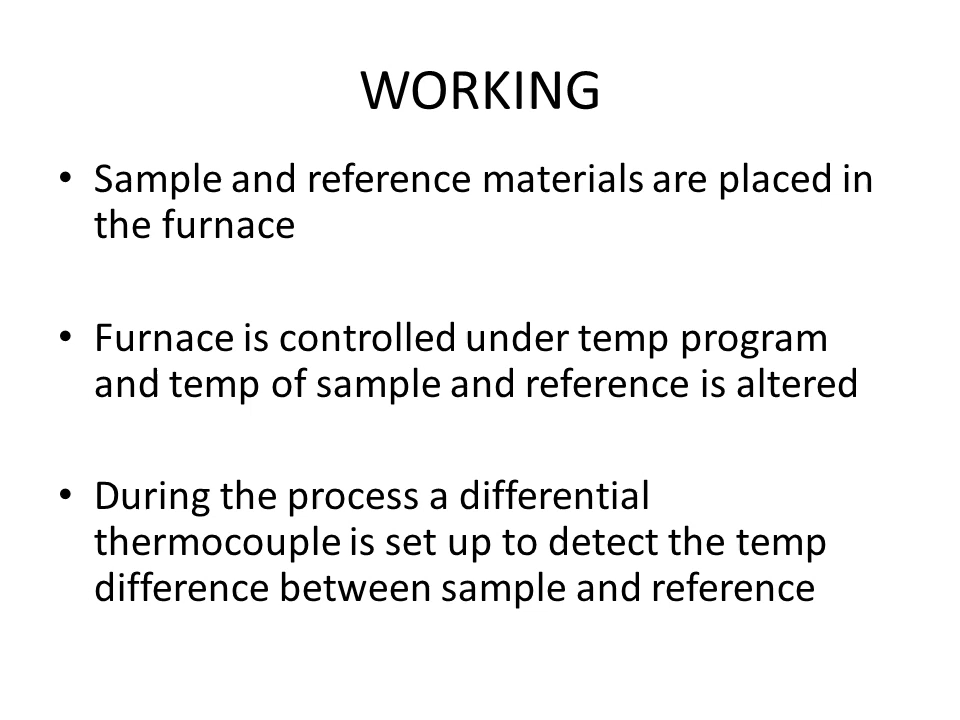 WORKING
• Sample and reference materials are placed in
the furnace
• Furnace is controlled under temp program
and temp of sample and reference is altered
• During the process a differential
thermocouple is set up to detect the temp
difference between sample and reference